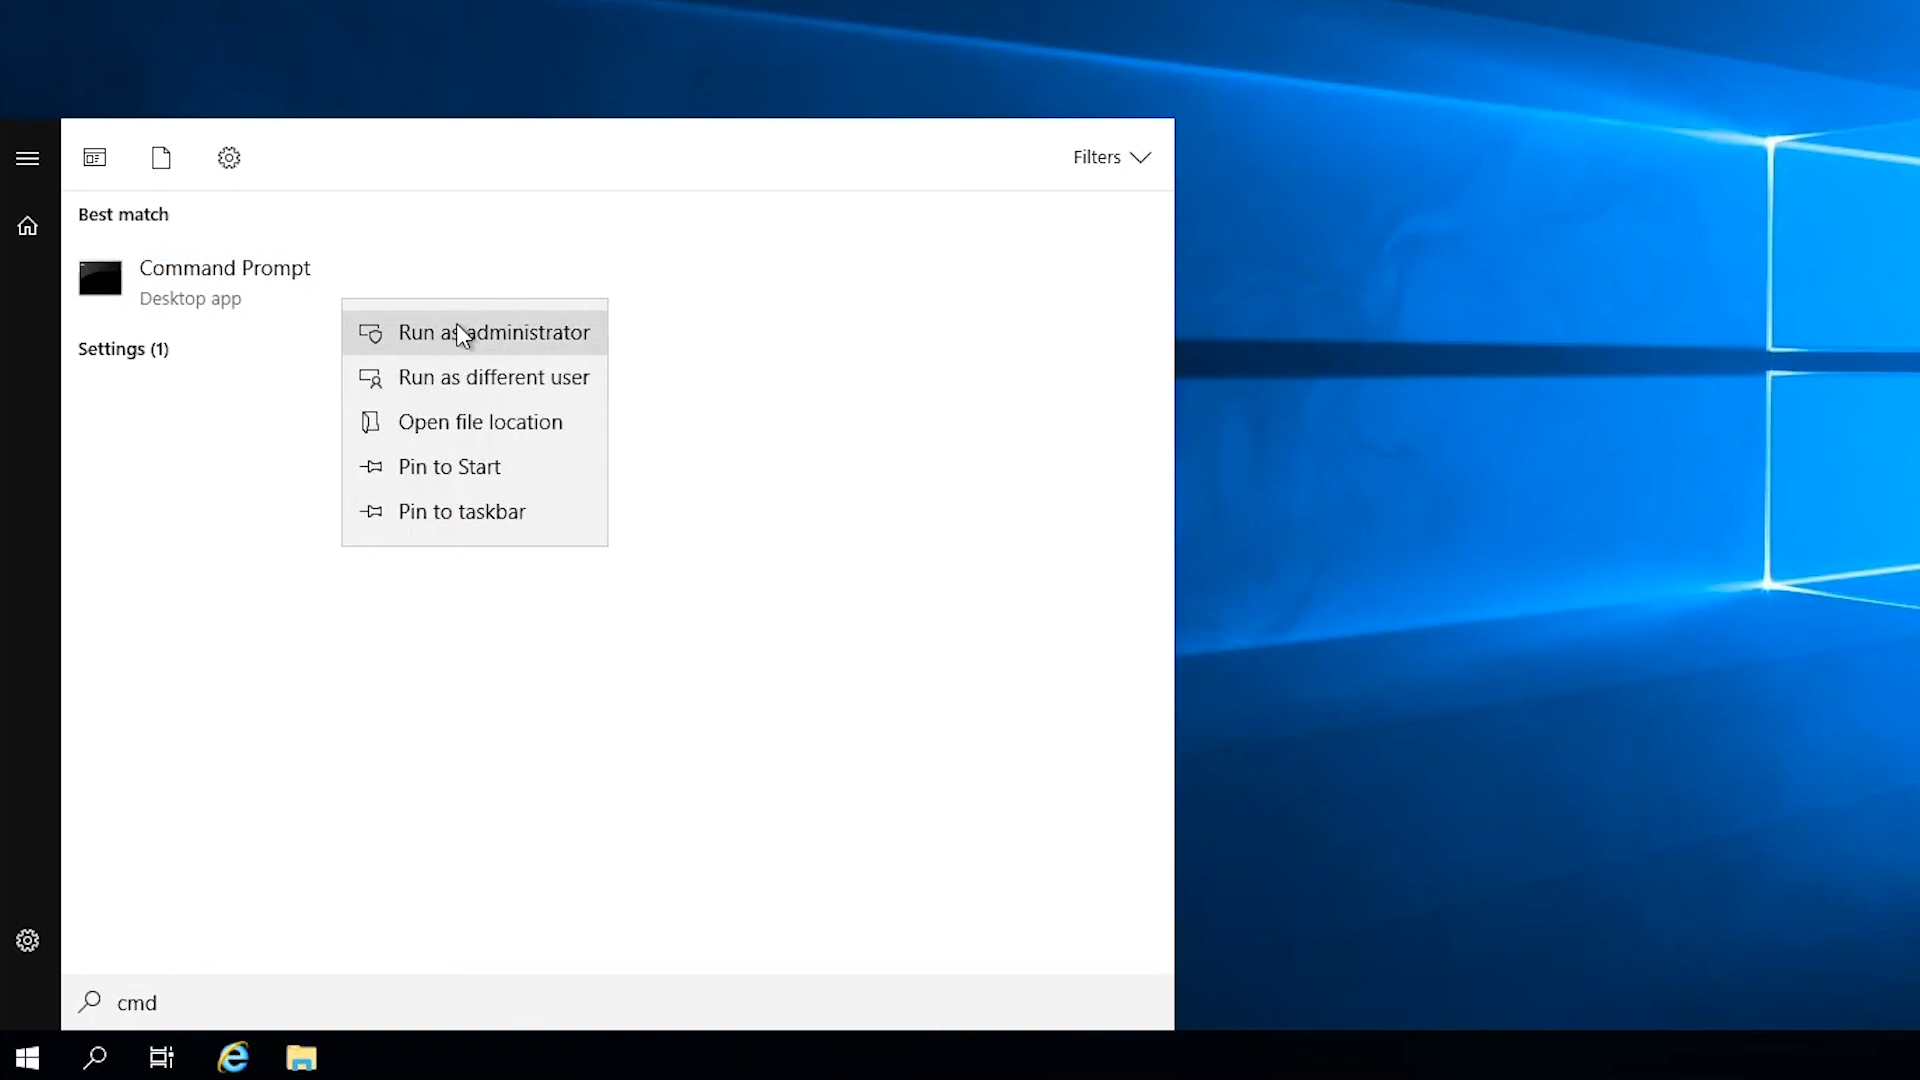 Filters
Best match
Command Prompt
Desktop app
Settings (1)
Run as administrator
Run as different user
Open file location
Pin to Start
Pin to taskbar
cmd